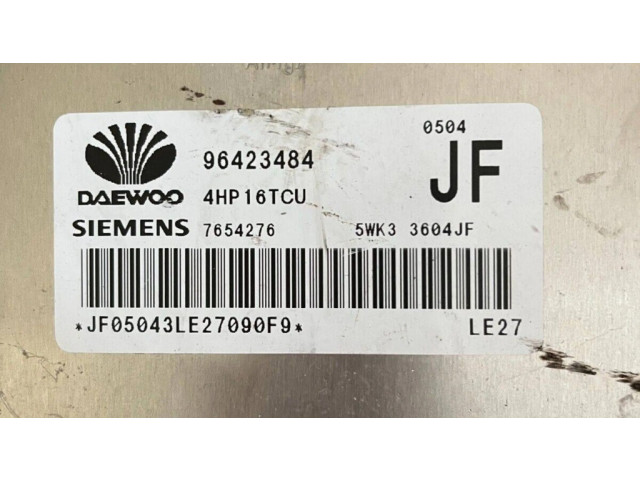 0504
96423484
JF
DAEWOO
4HP16TCU
SIEMENS 7654276 5WK3 3604JF
*JF05043LE27090F9* LE27